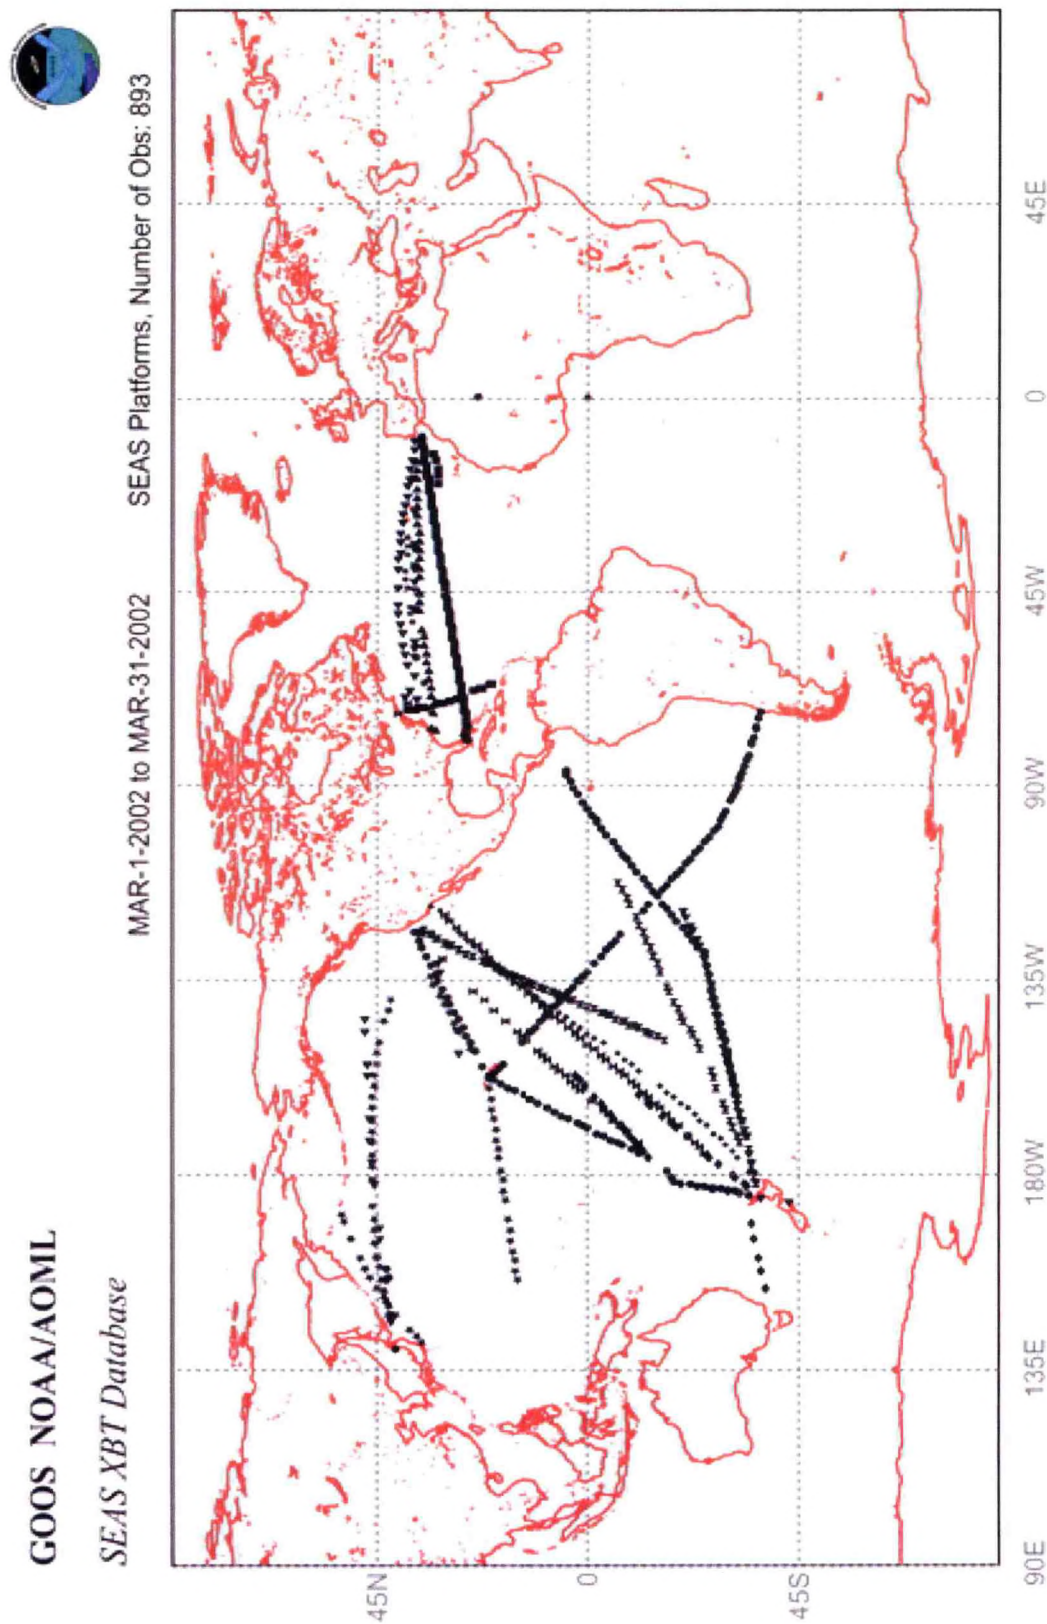 GOOS NOAA/AOML
SEAS XBT Database
MAR-1-2002 to MAR-31-2002 SEAS Platforms, Number of Obs: 893
45N
0
45S
90E
135E
180W
135W
90W
45W
0
45E